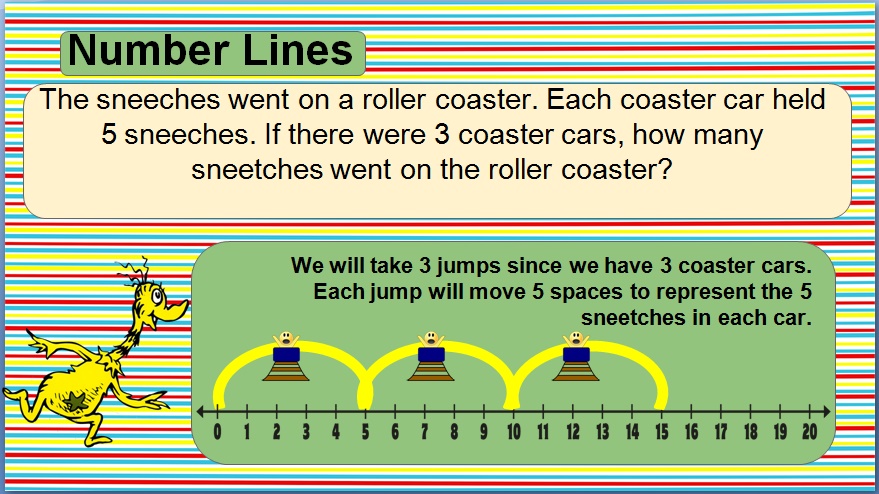 Number Lines
The sneeches went on a roller coaster. Each coaster car held
5 sneeches. If there were 3 coaster cars, how many
sneetches went on the roller coaster?
We will take 3 jumps since we have 3 coaster cars.
Each jump will move 5 spaces to represent the 5
sneetches in each car.
0 1 2 3 4 5 6 7 8 9 10 11 12 13 14 15 16 17 18 19 20